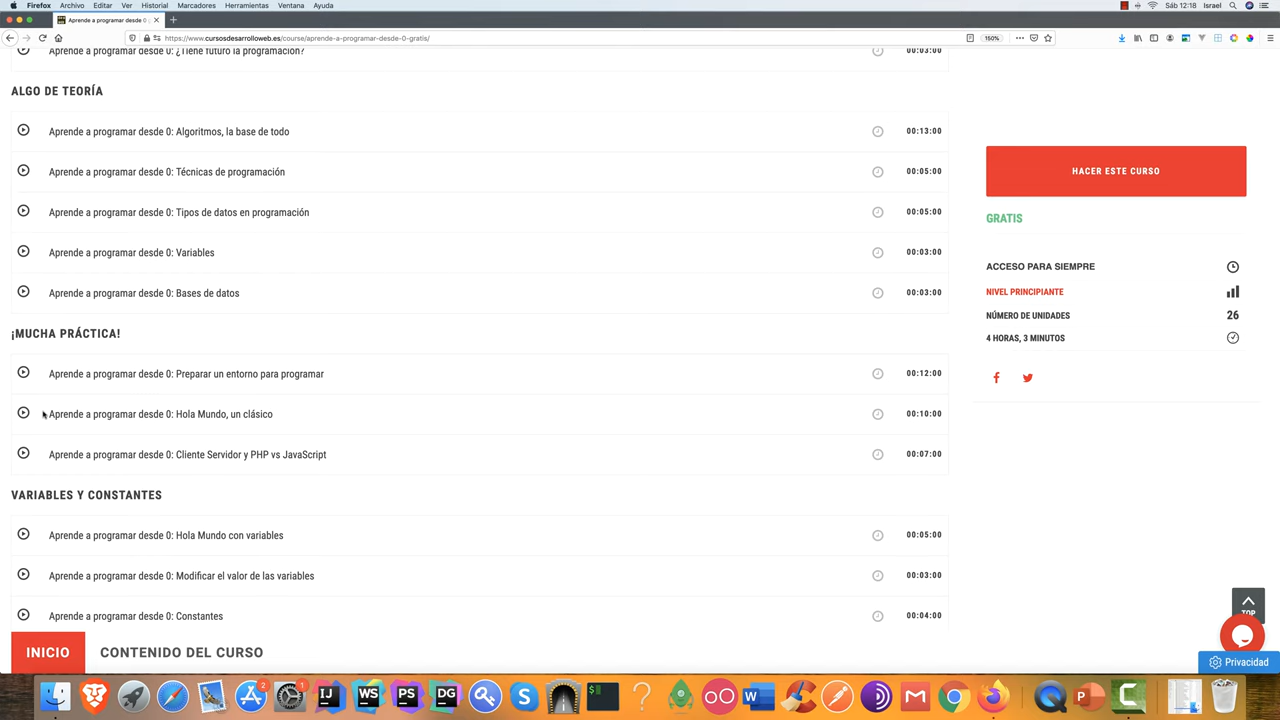 Firefox Archivo Editar Ver Historial Marcadores Herramientas Ventana Ayuda
Sáb 12:18 Israel
Aprende a programar desde 0
https://www.cursosdesarrolloweb.es/course/aprende-a-programar-desde-0-gratis/
150%
Aprende a programar desde 0: ¿Tiene futuro la programación? 00:03:00
ALGO DE TEORÍA
Aprende a programar desde 0: Algoritmos, la base de todo 00:13:00
Aprende a programar desde 0: Técnicas de programación 00:05:00
Aprende a programar desde 0: Tipos de datos en programación 00:05:00
Aprende a programar desde 0: Variables 00:03:00
Aprende a programar desde 0: Bases de datos 00:03:00
¡MUCHA PRÁCTICA!
Aprende a programar desde 0: Preparar un entorno para programar 00:12:00
Aprende a programar desde 0: Hola Mundo, un clásico 00:10:00
Aprende a programar desde 0: Cliente Servidor y PHP vs JavaScript 00:07:00
VARIABLES Y CONSTANTES
Aprende a programar desde 0: Hola Mundo con variables 00:05:00
Aprende a programar desde 0: Modificar el valor de las variables 00:03:00
Aprende a programar desde 0: Constantes 00:04:00
INICIO CONTENIDO DEL CURSO
HACER ESTE CURSO
GRATIS
ACCESO PARA SIEMPRE
NIVEL PRINCIPIANTE
NÚMERO DE UNIDADES 26
4 HORAS, 3 MINUTOS
TOP
Privacidad
IJ WS PS DG
2
1